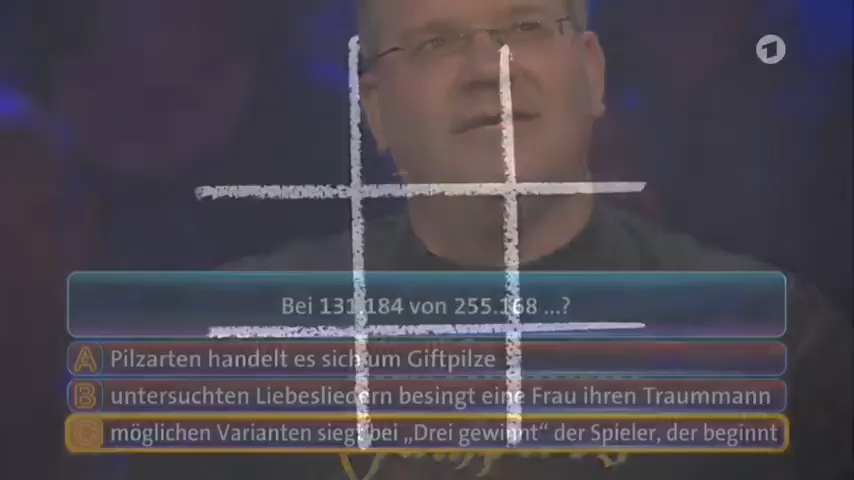 Bei 131.184 von 255.168 ...?
A Pilzarten handelt es sich um Giftpilze
B untersuchten Liebesliedern besingt eine Frau ihren Traummann
C möglichen Varianten siegt bei „Drei gewinnt“ der Spieler, der beginnt